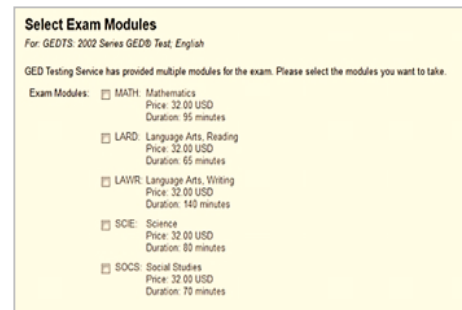 Select Exam Modules
For: GEDTS: 2002 Series GED® Test, English
GED Testing Service has provided multiple modules for the exam. Please select the modules you want to take.
Exam Modules: MATH: Mathematics
Price: 32.00 USD
Duration: 95 minutes
LARD: Language Arts, Reading
Price: 32.00 USD
Duration: 65 minutes
LAWR: Language Arts, Writing
Price: 32.00 USD
Duration: 140 minutes
SCIE: Science
Price: 32.00 USD
Duration: 80 minutes
SOCS: Social Studies
Price: 32.00 USD
Duration: 70 minutes